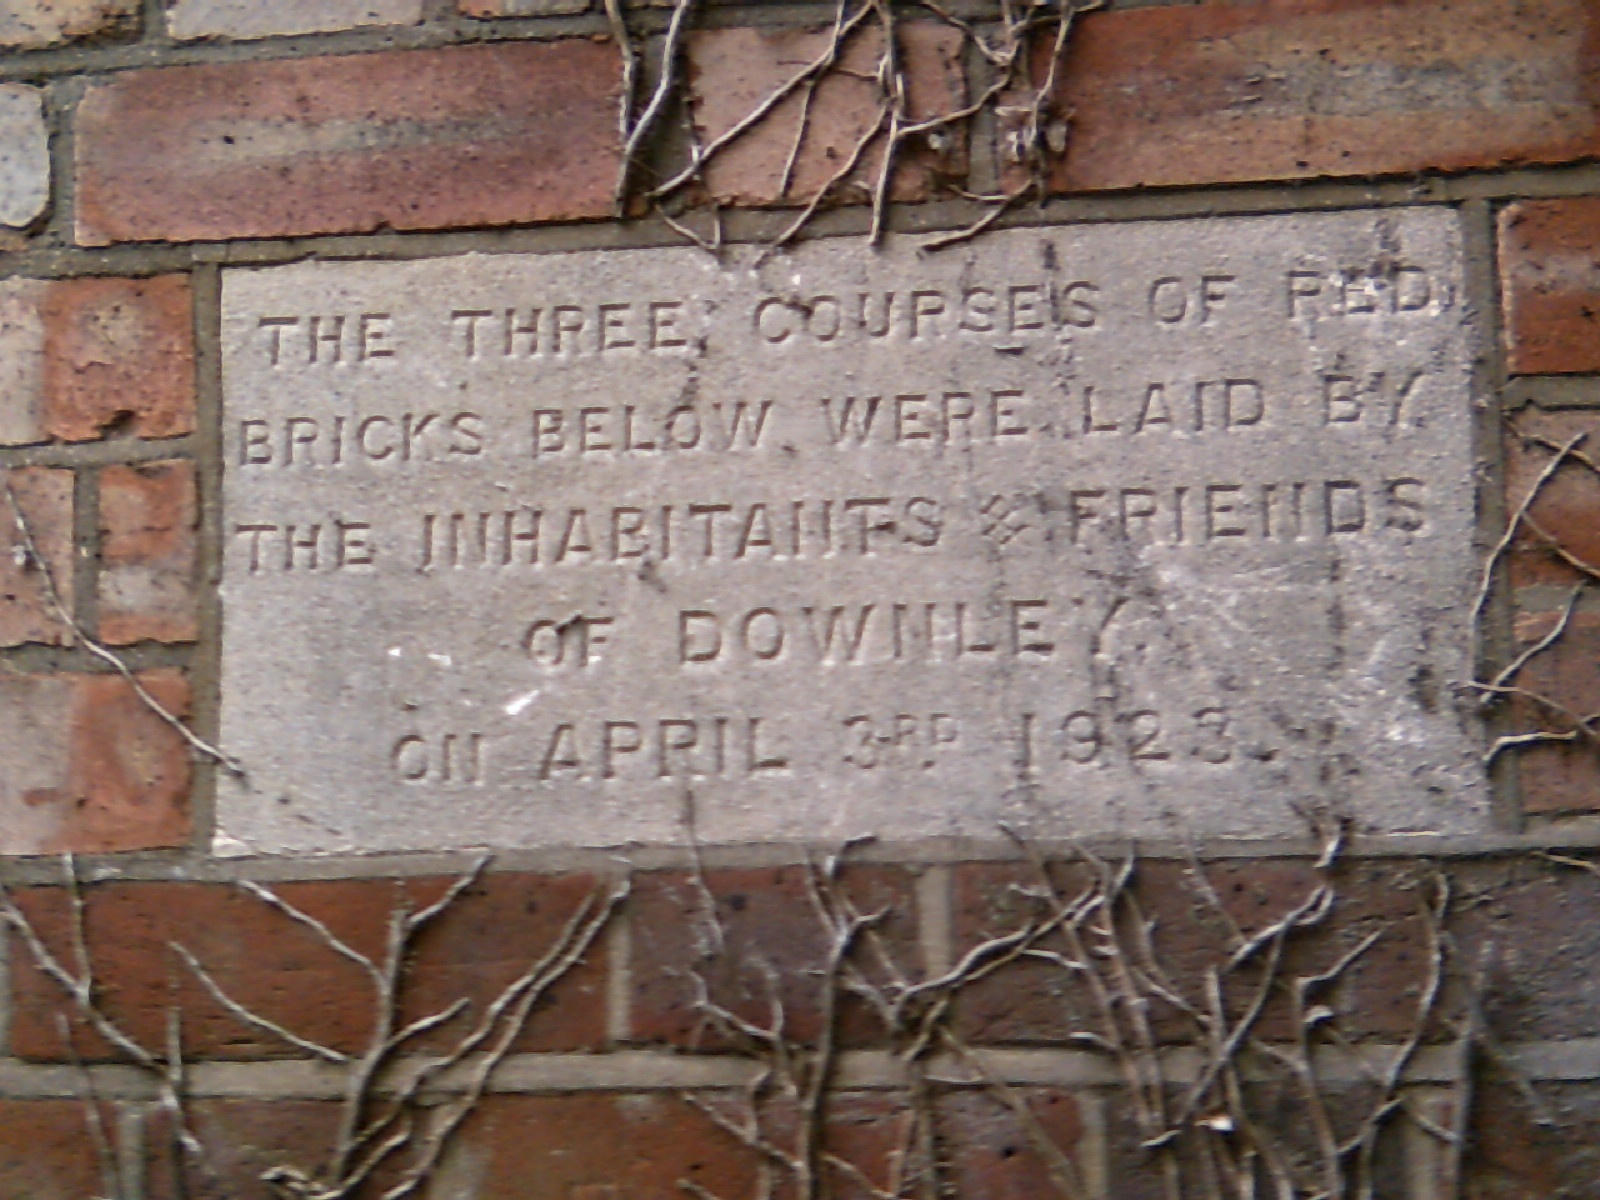 THE THREE COURSES OF RED
BRICKS BELOW WERE LAID BY
THE INHABITANTS & FRIENDS
OF DOWNLEY.
ON APRIL 3RD 1923.